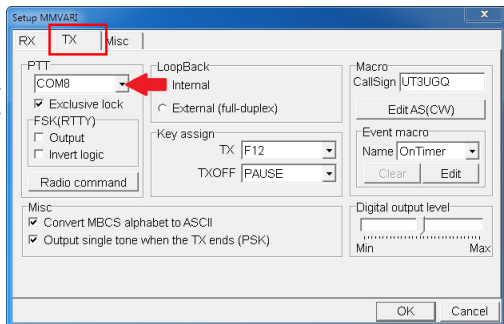 Setup MMVARI
RX TX Misc
PTT
COM8
Exclusive lock
FSK(RTTY)
Output
Invert logic
Radio command
LoopBack
Internal
External (full-duplex)
Key assign
TX F12
TXOFF PAUSE
Macro
CallSign UT3UGQ
Edit AS(CW)
Event macro
Name OnTimer
Clear Edit
Misc
Convert MBCS alphabet to ASCII
Output single tone when the TX ends (PSK)
Digital output level
Min Max
OK Cancel